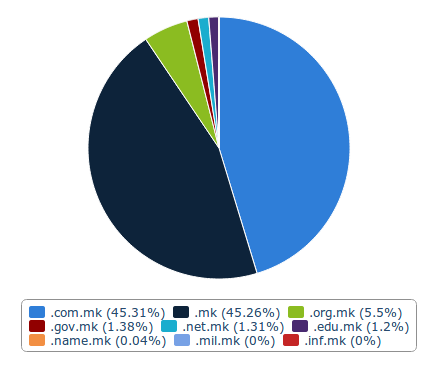 .com.mk (45.31%) .mk (45.26%) .org.mk (5.5%)
.gov.mk (1.38%) .net.mk (1.31%) .edu.mk (1.2%)
.name.mk (0.04%) .mil.mk (0%) .inf.mk (0%)